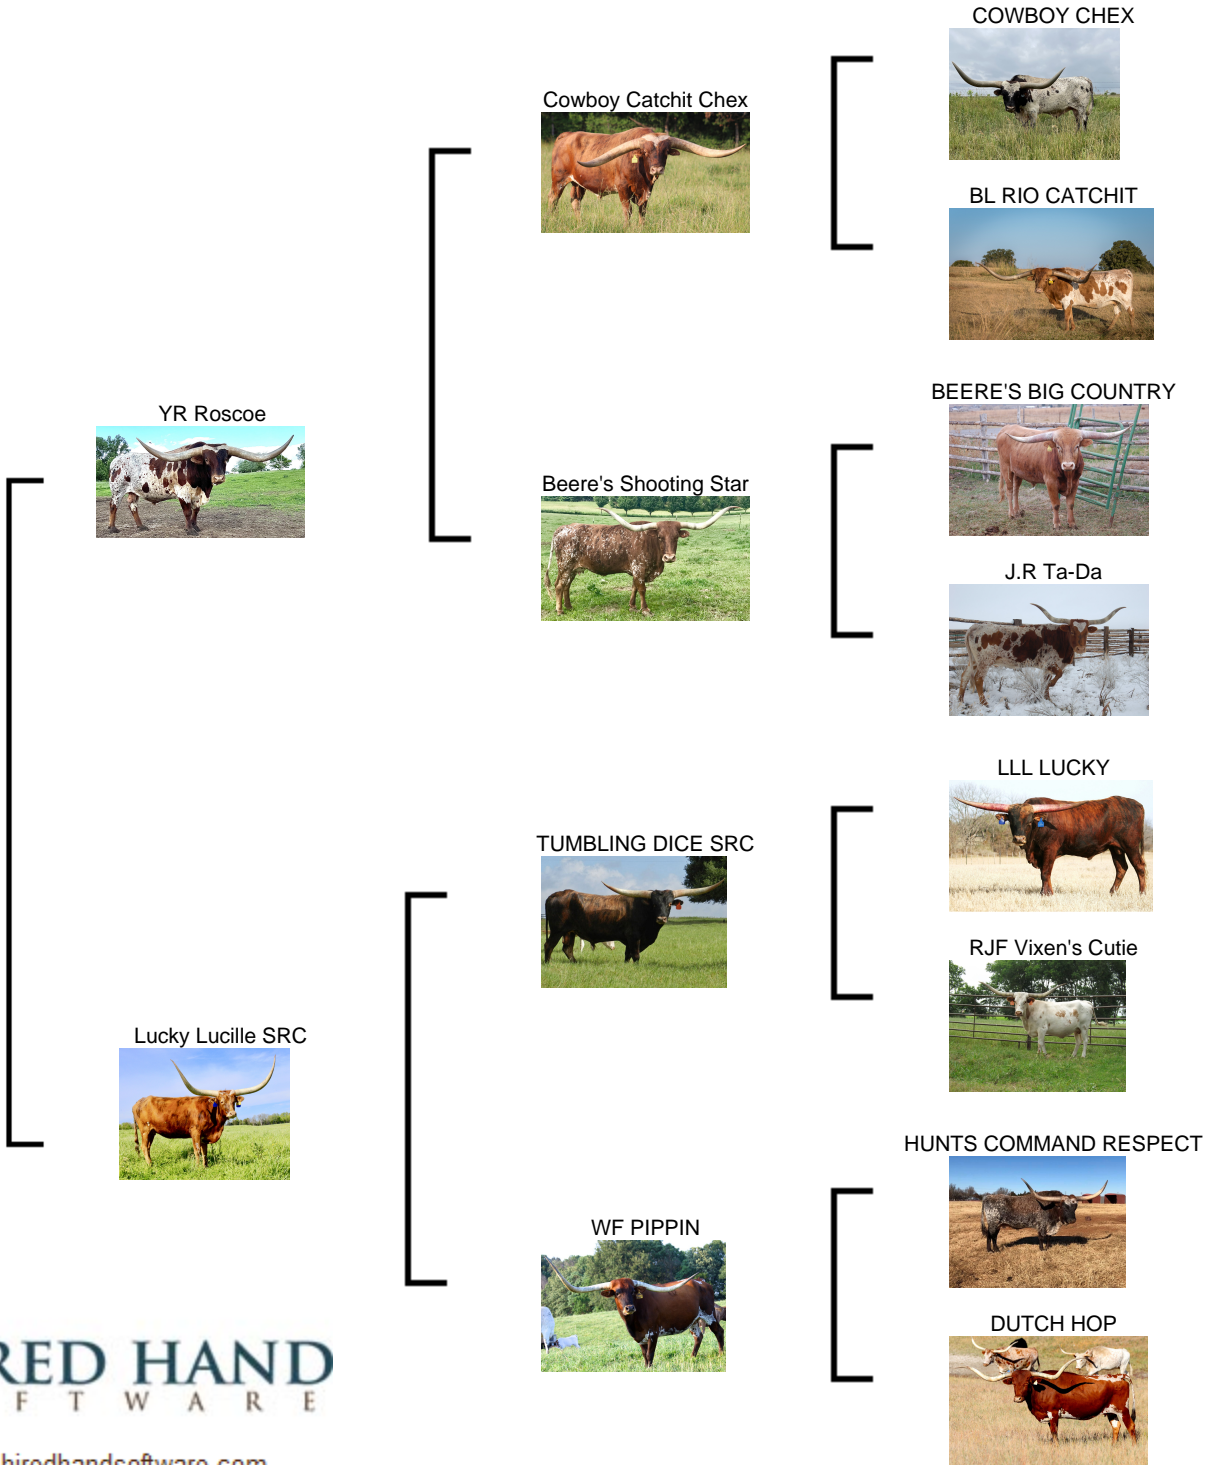 COWBOY CHEX
Cowboy Catchit Chex
BL RIO CATCHIT
BEERE'S BIG COUNTRY
YR Roscoe
Beere's Shooting Star
J.R Ta-Da
LLL LUCKY
TUMBLING DICE SRC
RJF Vixen's Cutie
Lucky Lucille SRC
HUNTS COMMAND RESPECT
WF PIPPIN
DUTCH HOP
RED HAND
F T W A R E
hiredhandsoftware.com